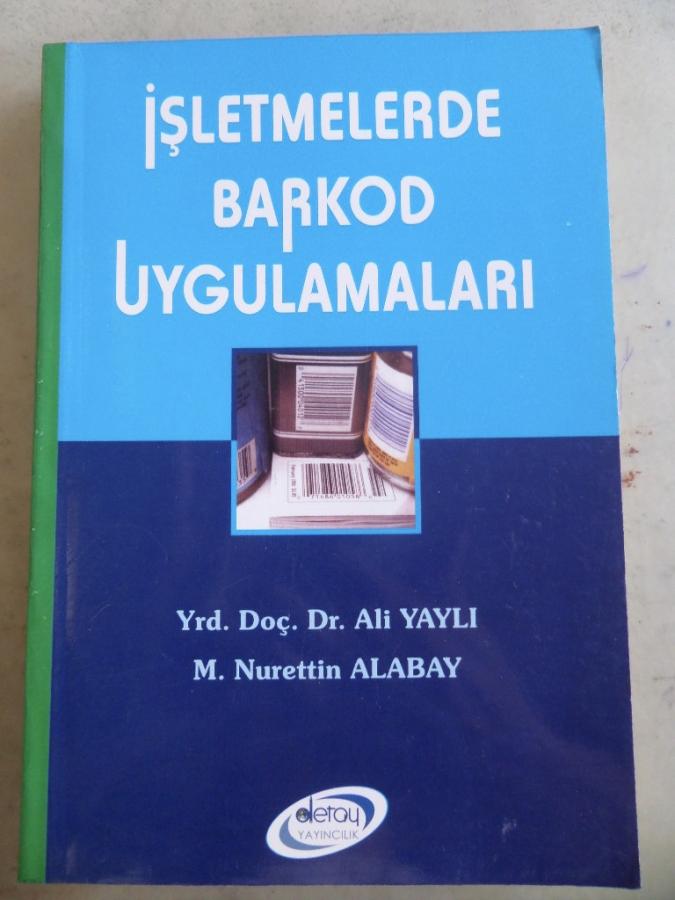 İŞLETMELERDE
BARKOD
UYGULAMALARI
Yrd. Doç. Dr. Ali YAYLI
M. Nurettin ALABAY
detay
YAYINCILIK